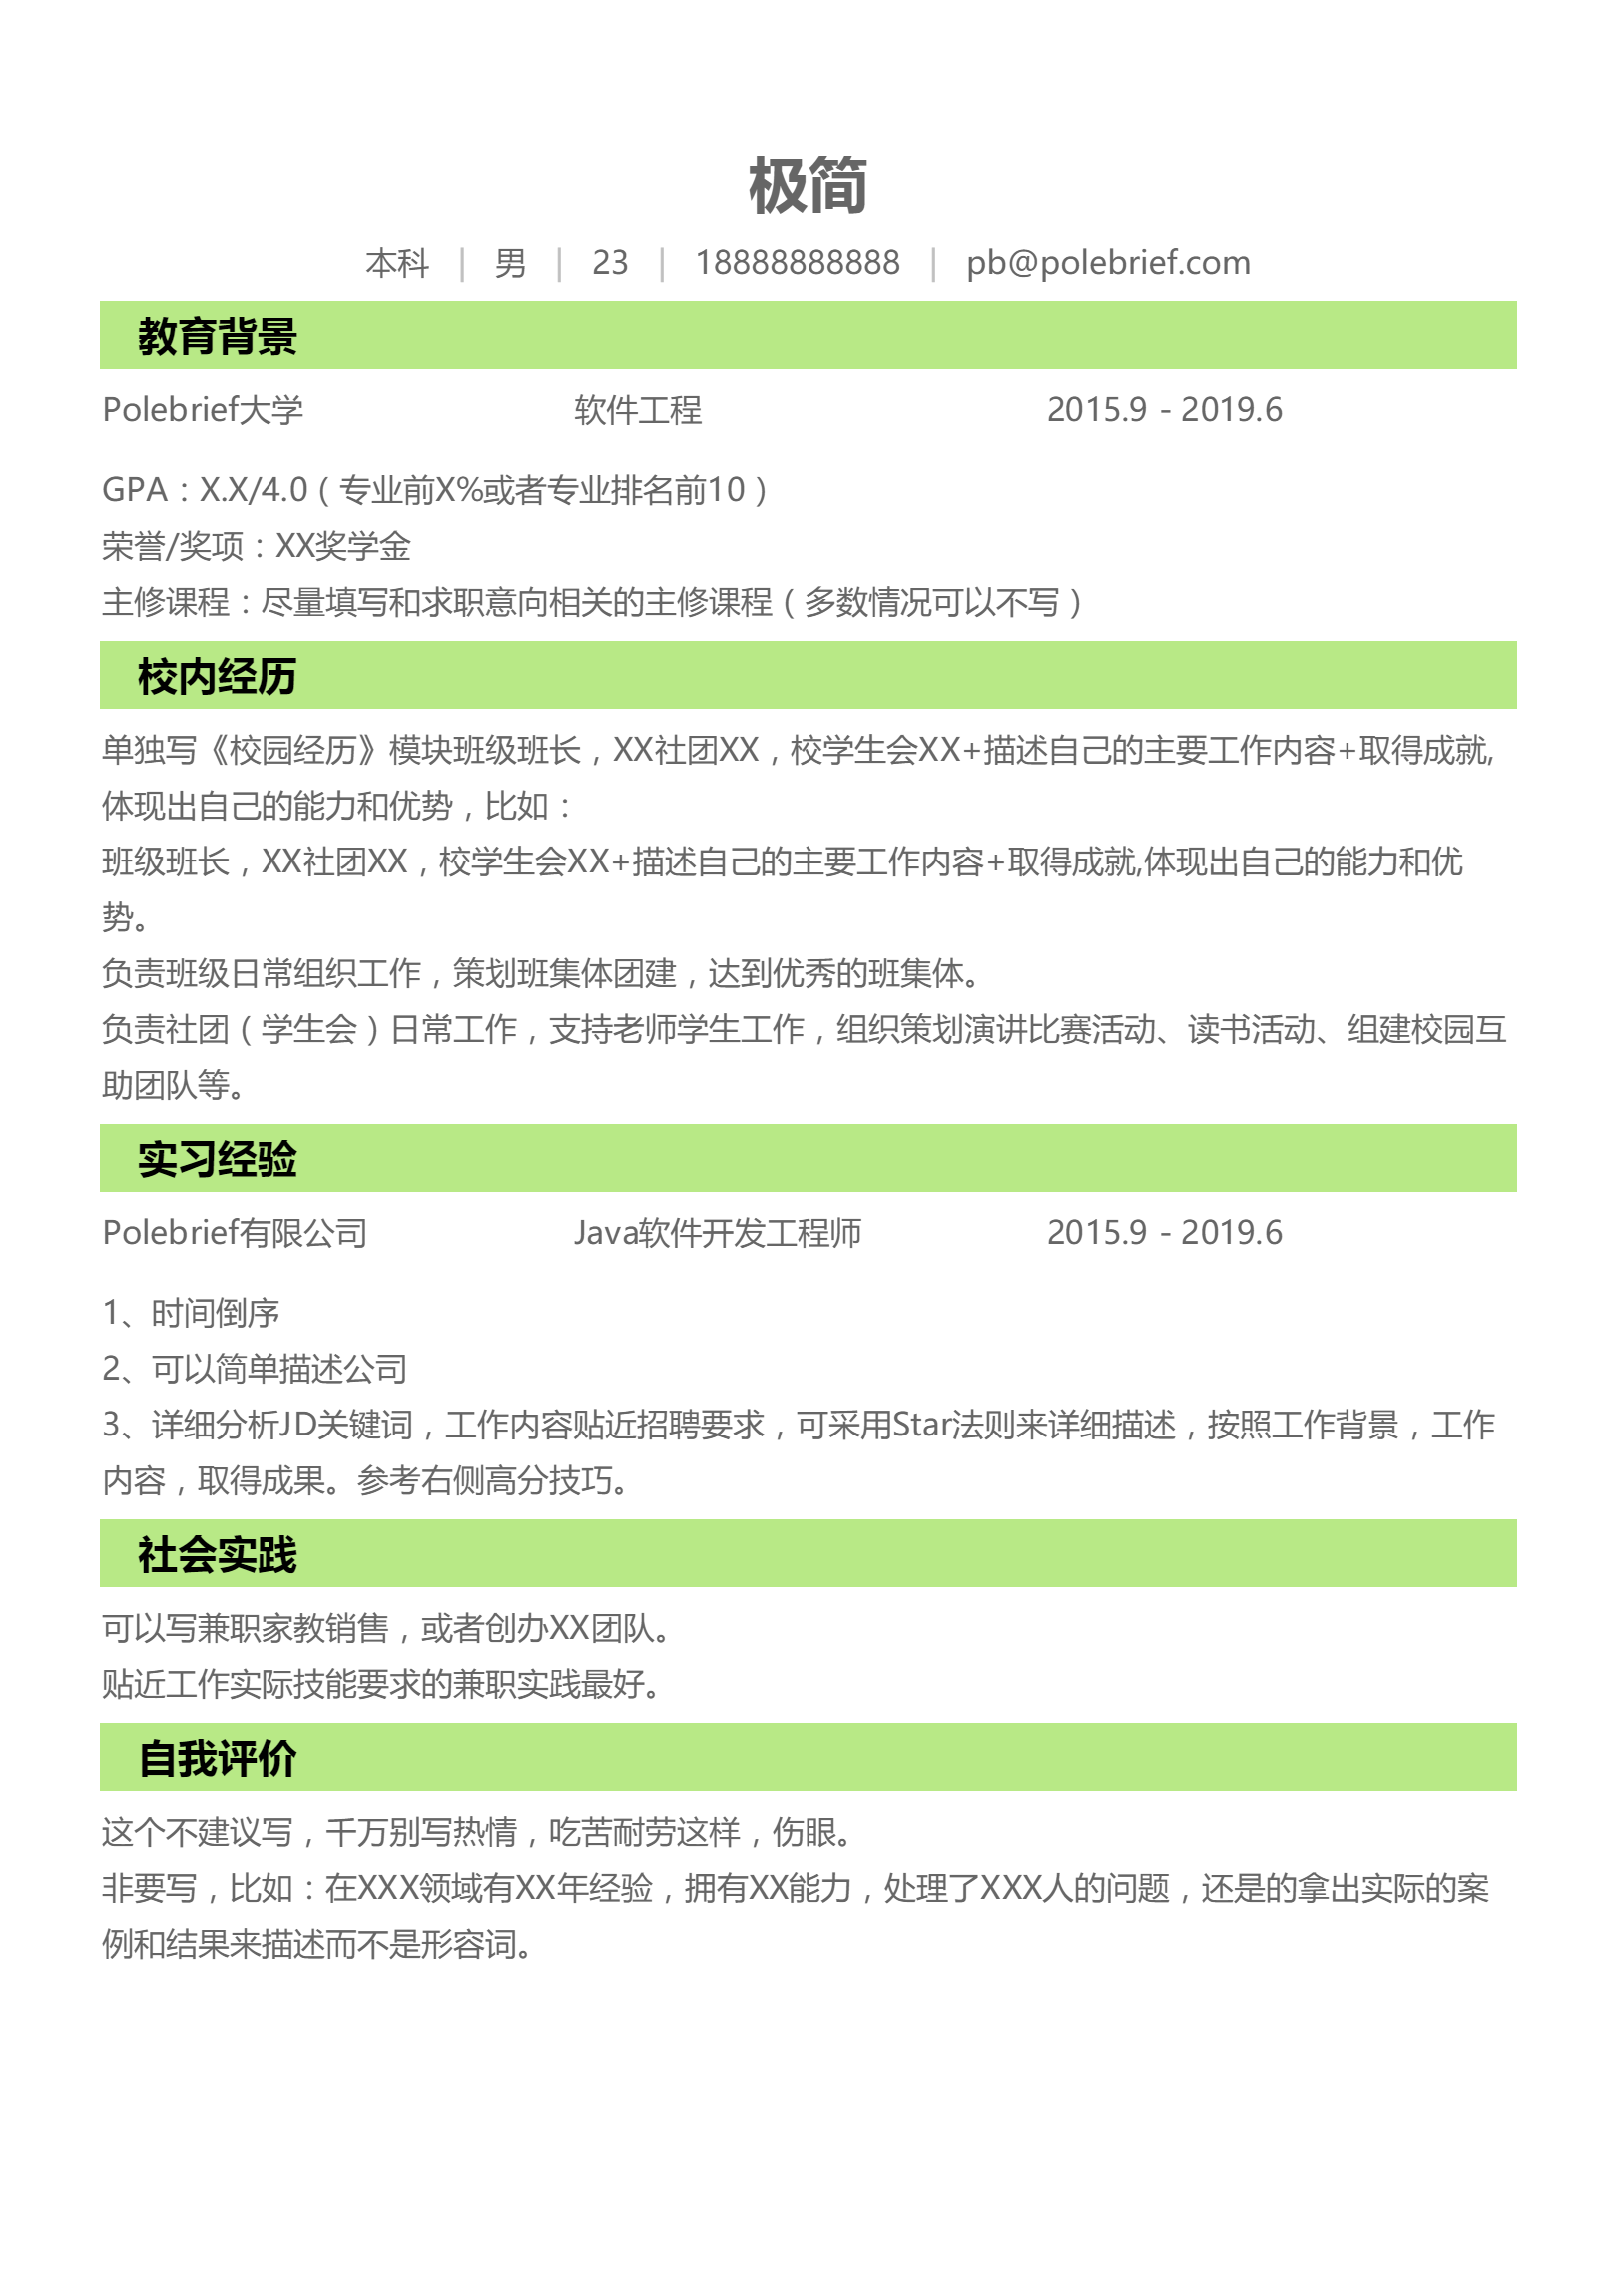 极简
本科 | 男 | 23 | 18888888888 | pb@polebrief.com
教育背景
Polebrief大学 软件工程 2015.9 - 2019.6
GPA：X.X/4.0（专业前X%或者专业排名前10）
荣誉/奖项：XX奖学金
主修课程：尽量填写和求职意向相关的主修课程（多数情况可以不写）
校内经历
单独写《校园经历》模块班级班长，XX社团XX，校学生会XX+描述自己的主要工作内容+取得成就,
体现出自己的能力和优势，比如：
班级班长，XX社团XX，校学生会XX+描述自己的主要工作内容+取得成就,体现出自己的能力和优
势。
负责班级日常组织工作，策划班集体团建，达到优秀的班集体。
负责社团（学生会）日常工作，支持老师学生工作，组织策划演讲比赛活动、读书活动、组建校园互
助团队等。
实习经验
Polebrief有限公司 Java软件开发工程师 2015.9 - 2019.6
1、时间倒序
2、可以简单描述公司
3、详细分析JD关键词，工作内容贴近招聘要求，可采用Star法则来详细描述，按照工作背景，工作
内容，取得成果。参考右侧高分技巧。
社会实践
可以写兼职家教销售，或者创办XX团队。
贴近工作实际技能要求的兼职实践最好。
自我评价
这个不建议写，千万别写热情，吃苦耐劳这样，伤眼。
非要写，比如：在XXX领域有XX年经验，拥有XX能力，处理了XXX人的问题，还是的拿出实际的案
例和结果来描述而不是形容词。